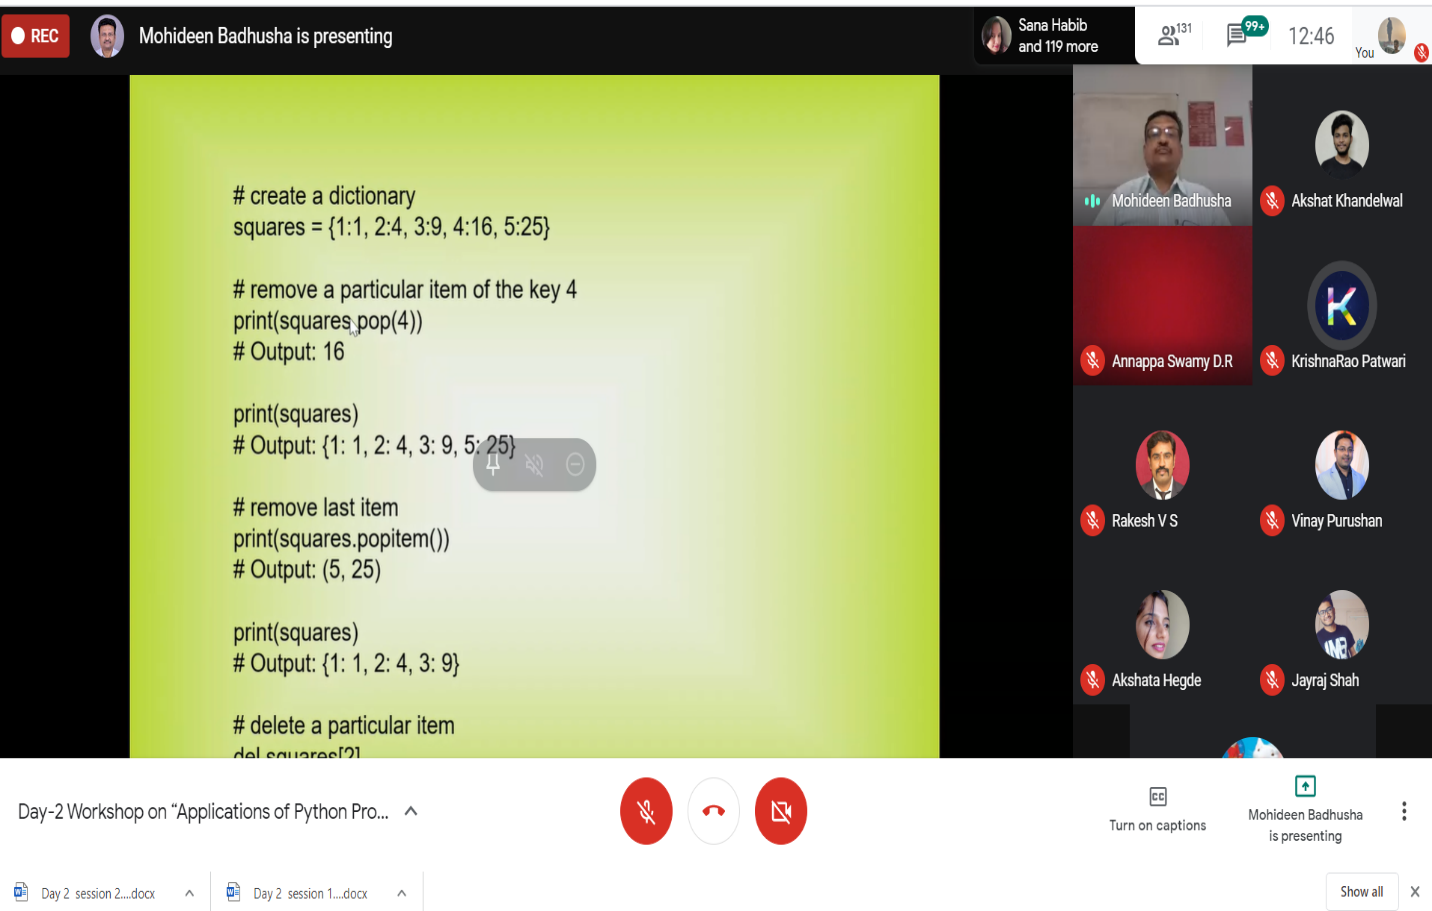 REC
Mohideen Badhusha is presenting
Sana Habib
and 119 more
131
99+
12:46
You
# create a dictionary
squares = {1:1, 2:4, 3:9, 4:16, 5:25}
# remove a particular item of the key 4
print(squares.pop(4))
# Output: 16
print(squares)
# Output: {1: 1, 2: 4, 3: 9, 5: 25}
# remove last item
print(squares.popitem())
# Output: (5, 25)
print(squares)
# Output: {1: 1, 2: 4, 3: 9}
# delete a particular item
del squares[2]
Mohideen Badhusha
Akshat Khandelwal
Annappa Swamy D.R
K
KrishnaRao Patwari
Rakesh V S
Vinay Purushan
Akshata Hegde
Jayraj Shah
Day-2 Workshop on “Applications of Python Pro...
CC
Turn on captions
Mohideen Badhusha
is presenting
Day 2 session 2....docx
Day 2 session 1....docx
Show all